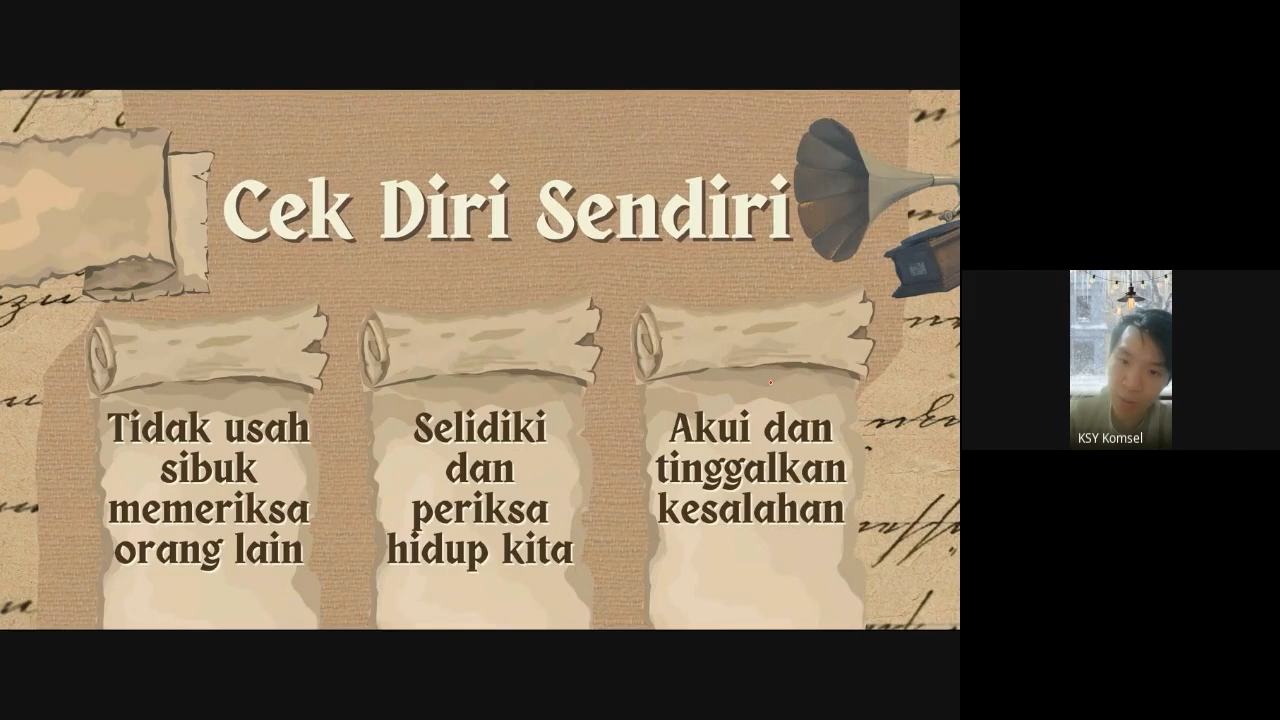 Cek Diri Sendiri
Tidak usah
sibuk
memeriksa
orang lain
Selidiki
dan
periksa
hidup kita
Akui dan
tinggalkan
kesalahan
KSY Komsel